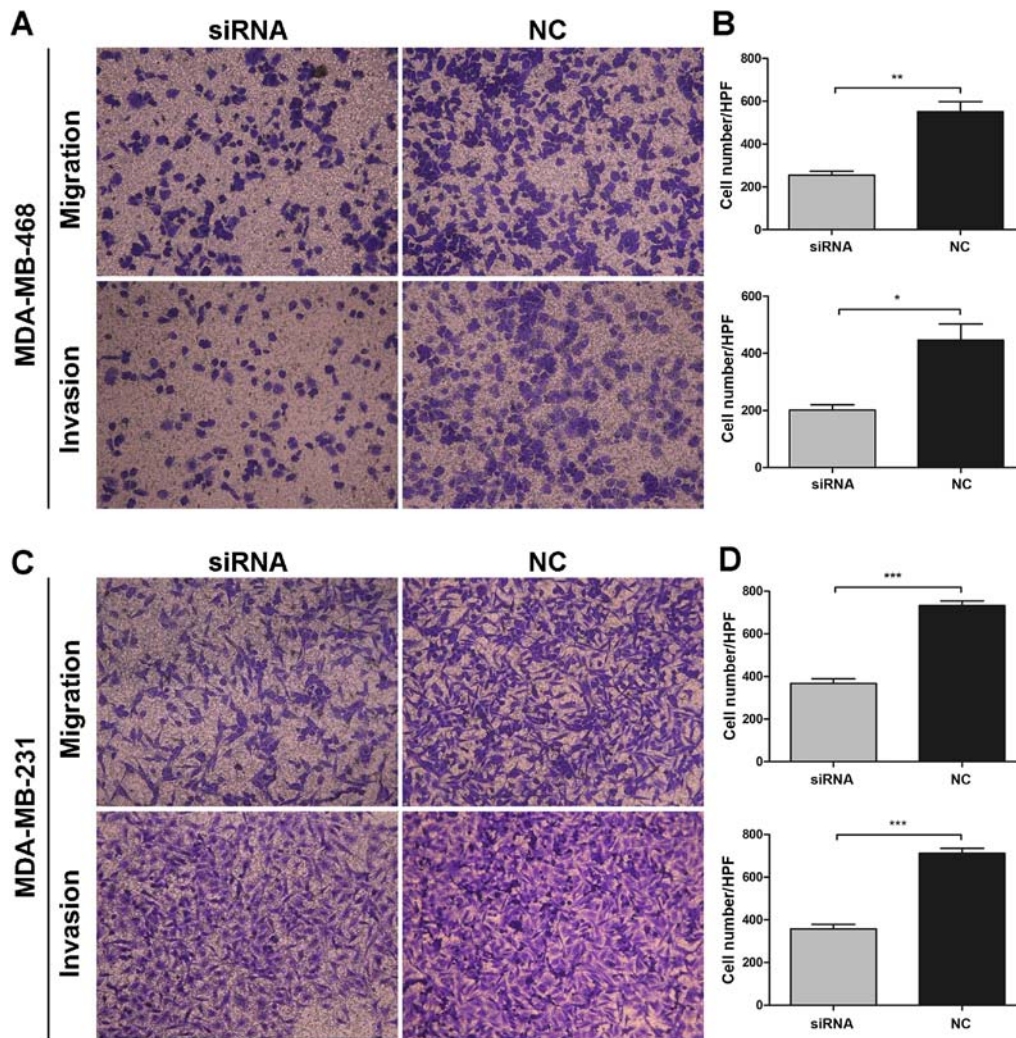 A
siRNA
NC
B
MDA-MB-468
Migration
Invasion
Cell number/HPF
800
600
400
200
0
**
siRNA
NC
Cell number/HPF
600
400
200
0
*
siRNA
NC
C
siRNA
NC
D
MDA-MB-231
Migration
Invasion
Cell number/HPF
800
600
400
200
0
***
siRNA
NC
Cell number/HPF
800
600
400
200
0
***
siRNA
NC